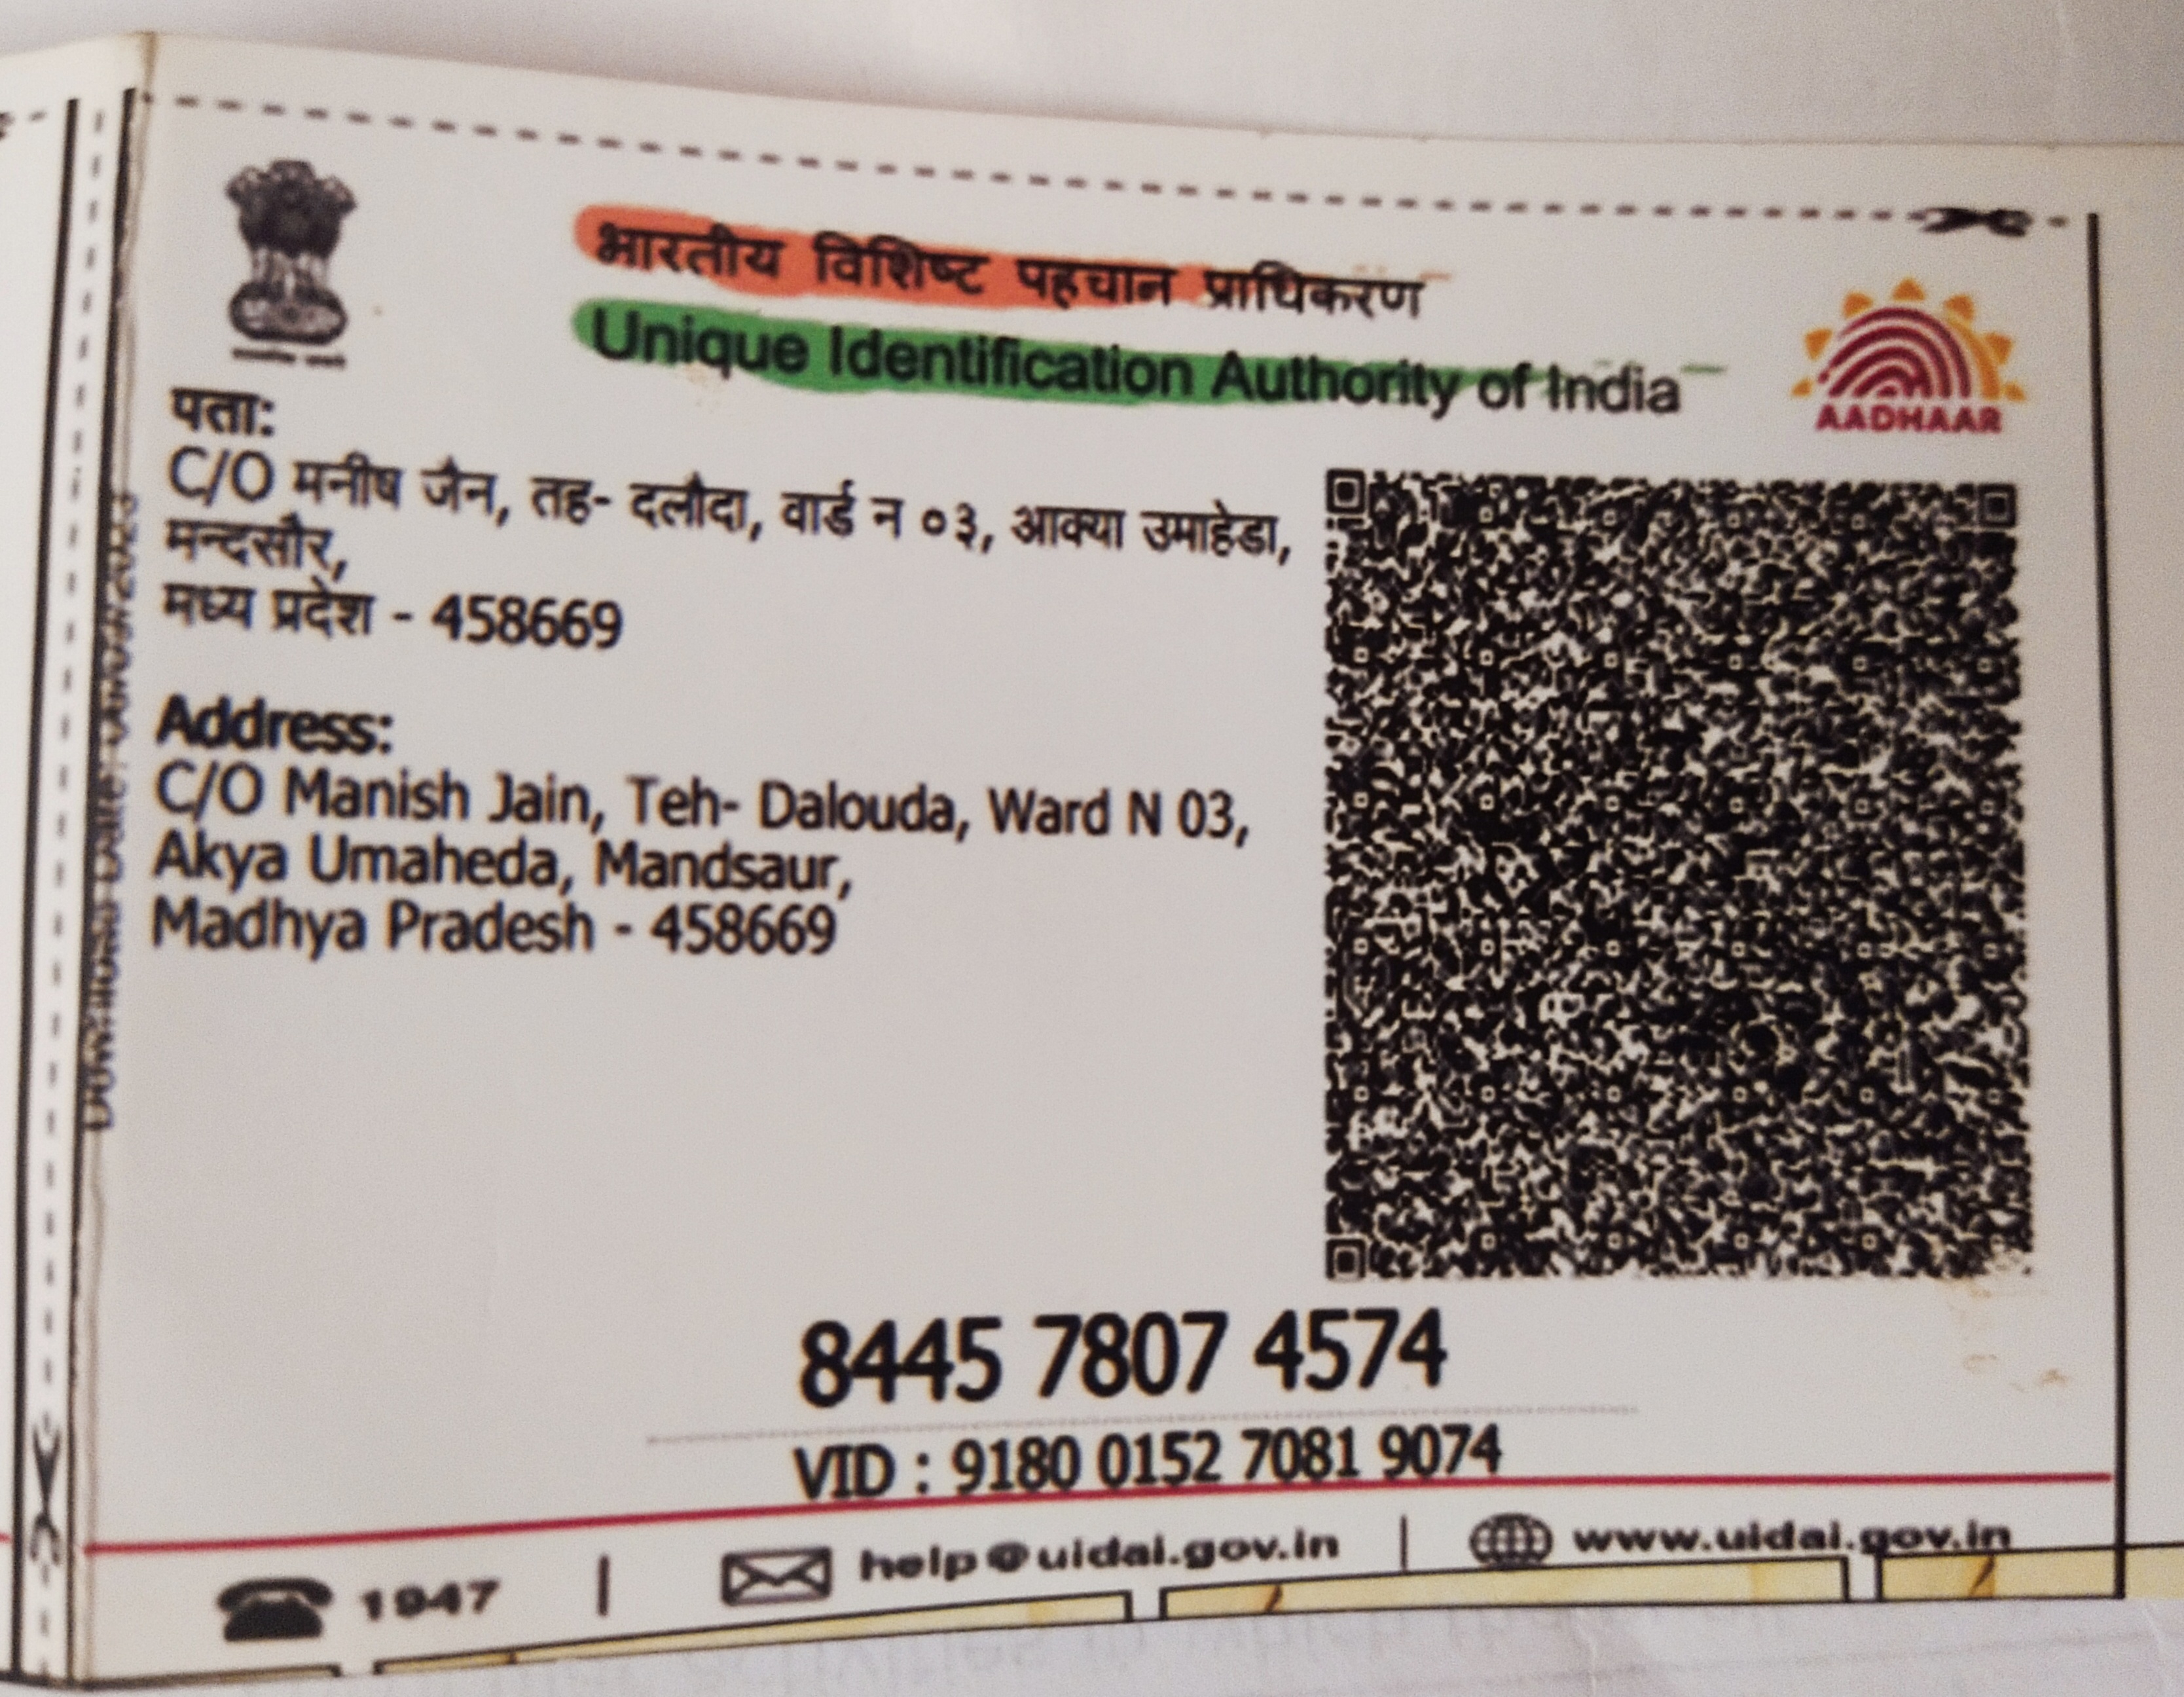 भारतीय विशिष्ट पहचान प्राधिकरण
Unique Identification Authority of India
AADHAAR
पता:
C/O मनीष जैन, तह- दलौदा, वार्ड न ०३, आक्या उमाहेडा,
मन्दसौर,
मध्य प्रदेश - 458669
Address:
C/O Manish Jain, Teh- Dalouda, Ward N 03,
Akya Umaheda, Mandsaur,
Madhya Pradesh - 458669
8445 7807 4574
VID : 9180 0152 7081 9074
1947 | help@uidai.gov.in | www.uidai.gov.in